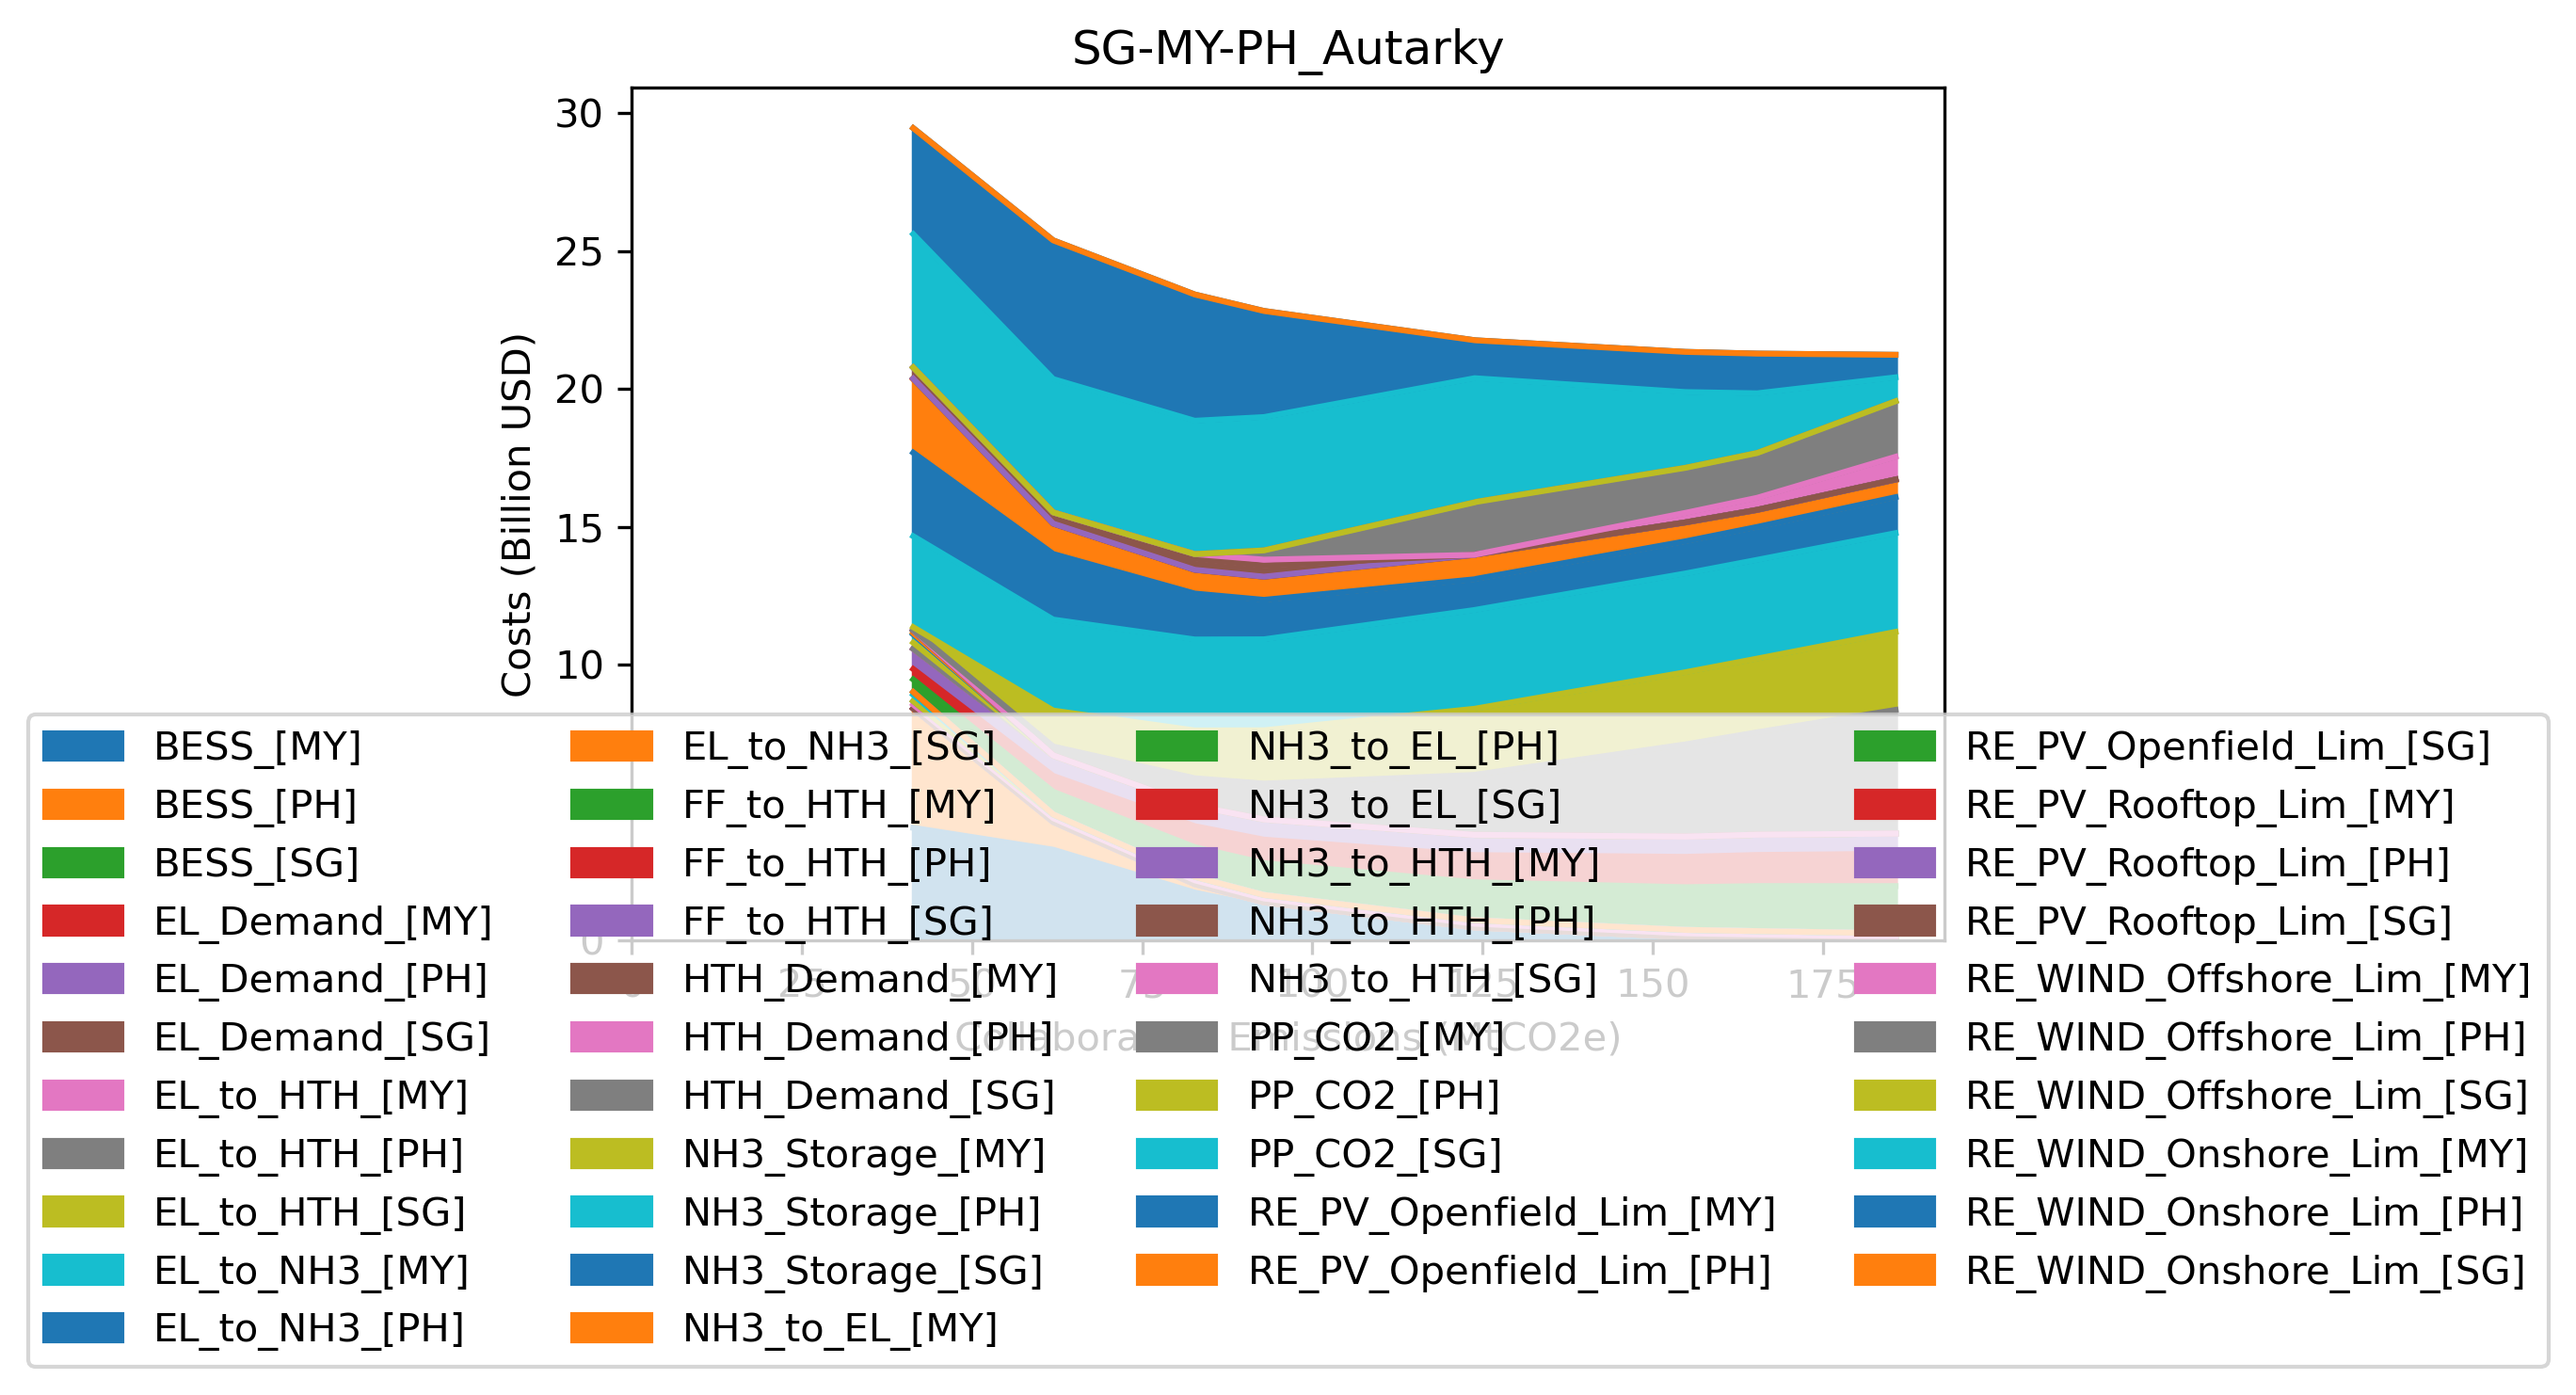 SG-MY-PH_Autarky
30
25
20
15
10
0
Costs (Billion USD)
0 25 50 75 100 125 150 175
Emissions (MtCO2e)
BESS_[MY]
BESS_[PH]
BESS_[SG]
EL_Demand_[MY]
EL_Demand_[PH]
EL_Demand_[SG]
EL_to_HTH_[MY]
EL_to_HTH_[PH]
EL_to_HTH_[SG]
EL_to_NH3_[MY]
EL_to_NH3_[PH]
EL_to_NH3_[SG]
FF_to_HTH_[MY]
FF_to_HTH_[PH]
FF_to_HTH_[SG]
HTH_Demand_[MY]
HTH_Demand_[PH]
HTH_Demand_[SG]
NH3_Storage_[MY]
NH3_Storage_[PH]
NH3_Storage_[SG]
NH3_to_EL_[MY]
NH3_to_EL_[PH]
NH3_to_EL_[SG]
NH3_to_HTH_[MY]
NH3_to_HTH_[PH]
NH3_to_HTH_[SG]
PP_CO2_[MY]
PP_CO2_[PH]
PP_CO2_[SG]
RE_PV_Openfield_Lim_[MY]
RE_PV_Openfield_Lim_[PH]
RE_PV_Openfield_Lim_[SG]
RE_PV_Rooftop_Lim_[MY]
RE_PV_Rooftop_Lim_[PH]
RE_PV_Rooftop_Lim_[SG]
RE_WIND_Offshore_Lim_[MY]
RE_WIND_Offshore_Lim_[PH]
RE_WIND_Offshore_Lim_[SG]
RE_WIND_Onshore_Lim_[MY]
RE_WIND_Onshore_Lim_[PH]
RE_WIND_Onshore_Lim_[SG]